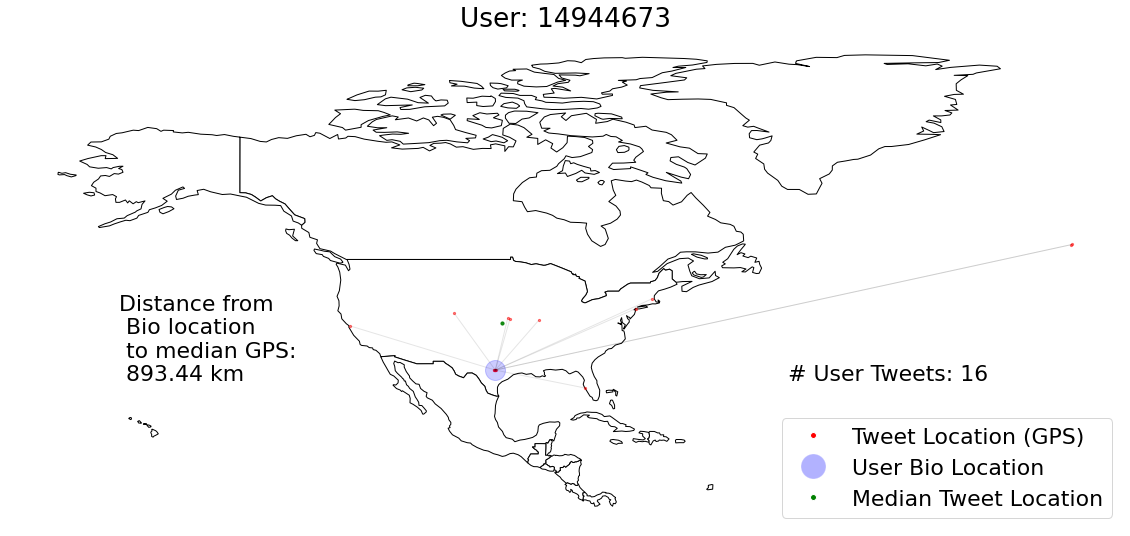 User: 14944673
Distance from
Bio location
to median GPS:
893.44 km
# User Tweets: 16
Tweet Location (GPS)
User Bio Location
Median Tweet Location